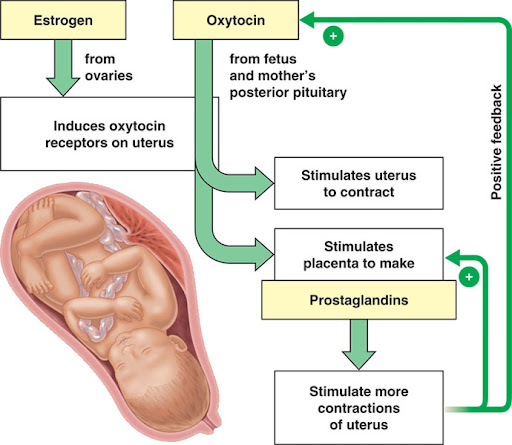 Estrogen
Oxytocin
+
from
ovaries
from fetus
and mother's
posterior pituitary
Induces oxytocin
receptors on uterus
Stimulates uterus
to contract
Stimulates
placenta to make
+
Prostaglandins
Stimulate more
contractions
of uterus
Positive feedback